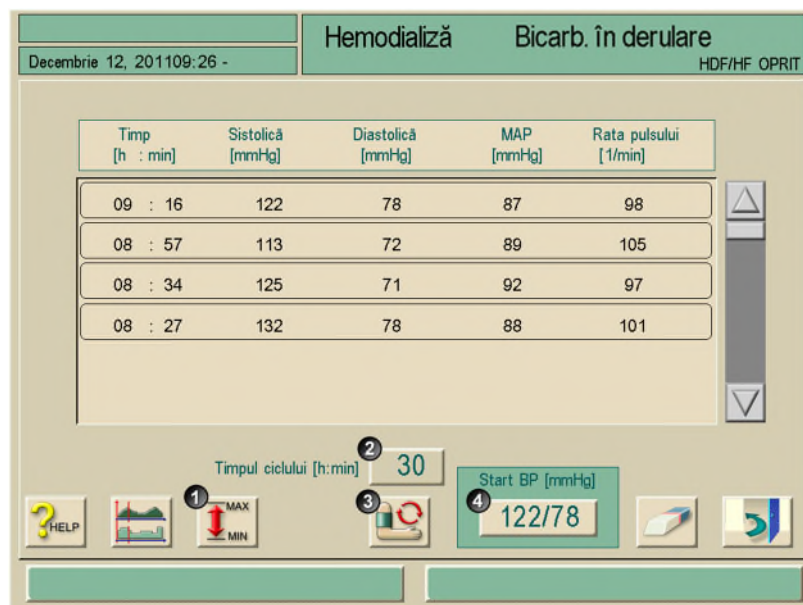 Hemodializă Bicarb. în derulare
Decembrie 12, 201109:26 -
HDF/HF OPRIT
Timp Sistolică Diastolică MAP Rata pulsului
[h : min] [mmHg] [mmHg] [mmHg] [1/min]
09 : 16 122 78 87 98
08 : 57 113 72 89 105
08 : 34 125 71 92 97
08 : 27 132 78 88 101
2
Timpul ciclului [h:min] 30
Start BP [mmHg]
1 3 4
MAX
MIN
122/78
?HELP